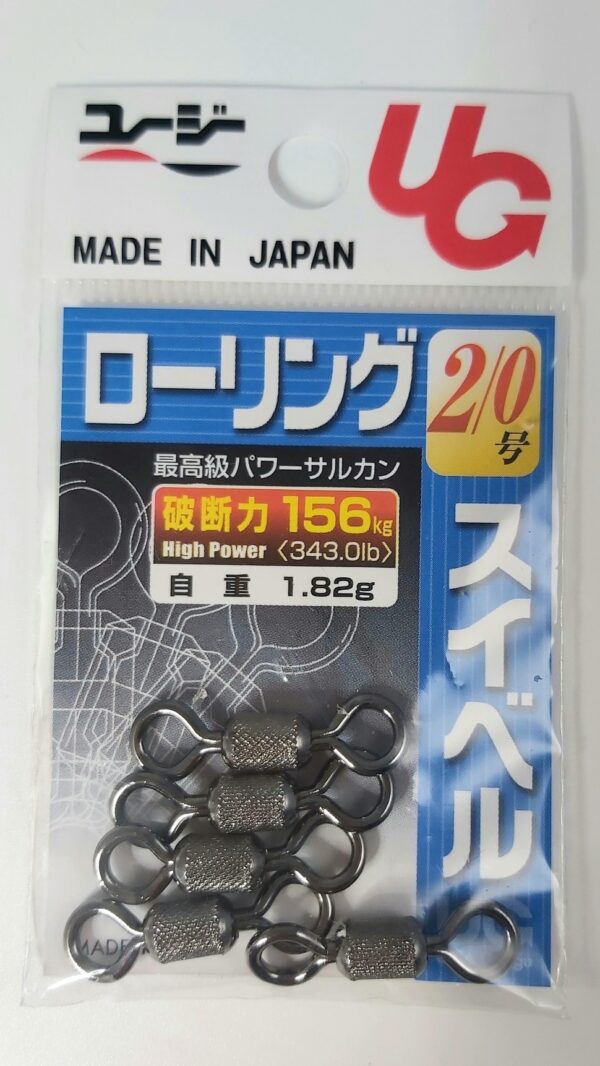 ユージー
UG
MADE IN JAPAN
ローリング
2/0号
最高級パワーサルカン
破断力 156kg
High Power 〈343.0lb〉
自重 1.82g
スイベル
MADE